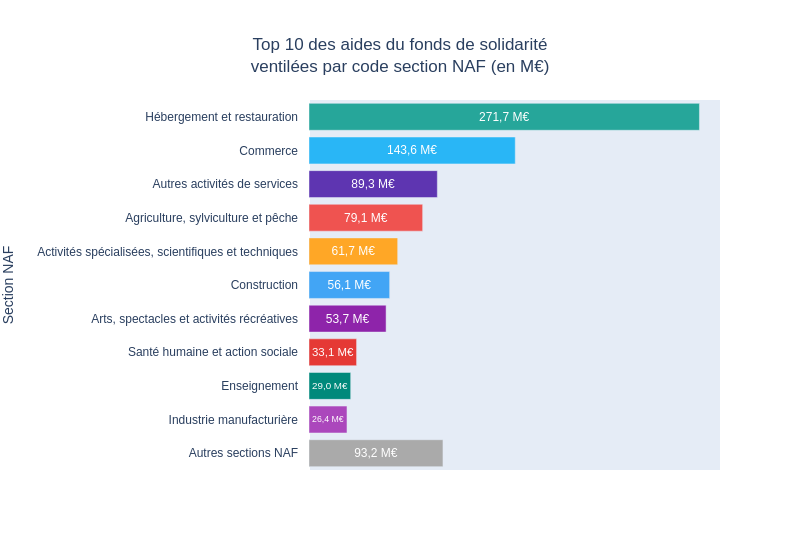 Top 10 des aides du fonds de solidarité
ventilées par code section NAF (en M€)
Section NAF
Hébergement et restauration 271,7 M€
Commerce 143,6 M€
Autres activités de services 89,3 M€
Agriculture, sylviculture et pêche 79,1 M€
Activités spécialisées, scientifiques et techniques 61,7 M€
Construction 56,1 M€
Arts, spectacles et activités récréatives 53,7 M€
Santé humaine et action sociale 33,1 M€
Enseignement 29,0 M€
Industrie manufacturière 26,4 M€
Autres sections NAF 93,2 M€